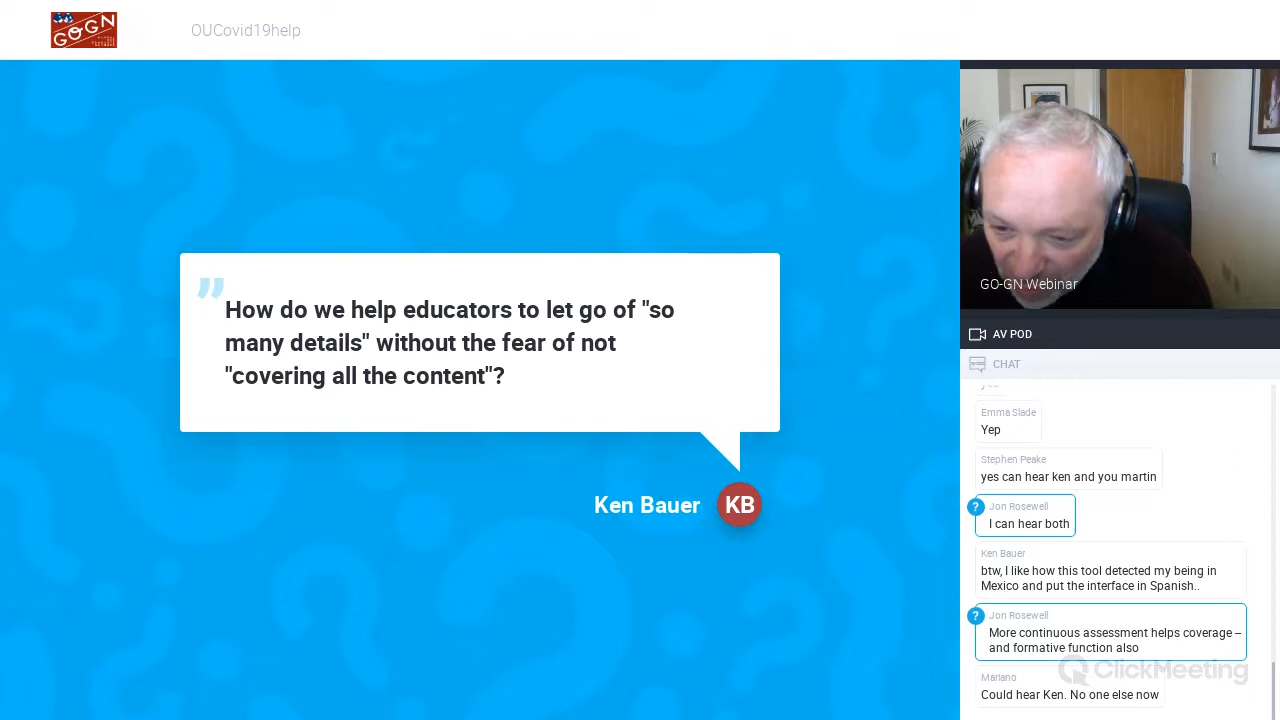 GOGN
OUCovid19help
"
How do we help educators to let go of "so
many details" without the fear of not
"covering all the content"?
Ken Bauer
KB
GO-GN Webinar
AV POD
CHAT
yes
Emma Slade
Yep
Stephen Peake
yes can hear ken and you martin
?
Jon Rosewell
I can hear both
Ken Bauer
btw, I like how this tool detected my being in
Mexico and put the interface in Spanish..
?
Jon Rosewell
More continuous assessment helps coverage –
and formative function also
ClickMeeting
Mariano
Could hear Ken. No one else now